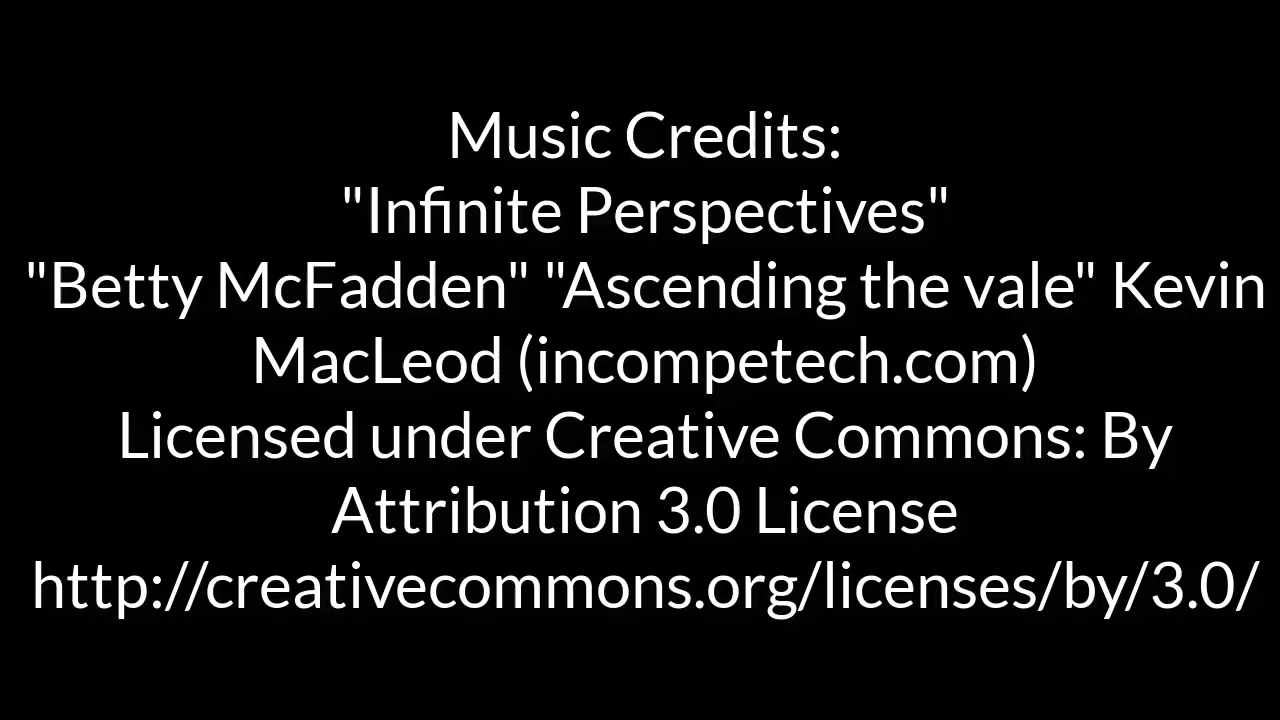 Music Credits:
"Infinite Perspectives"
"Betty McFadden" "Ascending the vale" Kevin
MacLeod (incompetech.com)
Licensed under Creative Commons: By
Attribution 3.0 License
http://creativecommons.org/licenses/by/3.0/